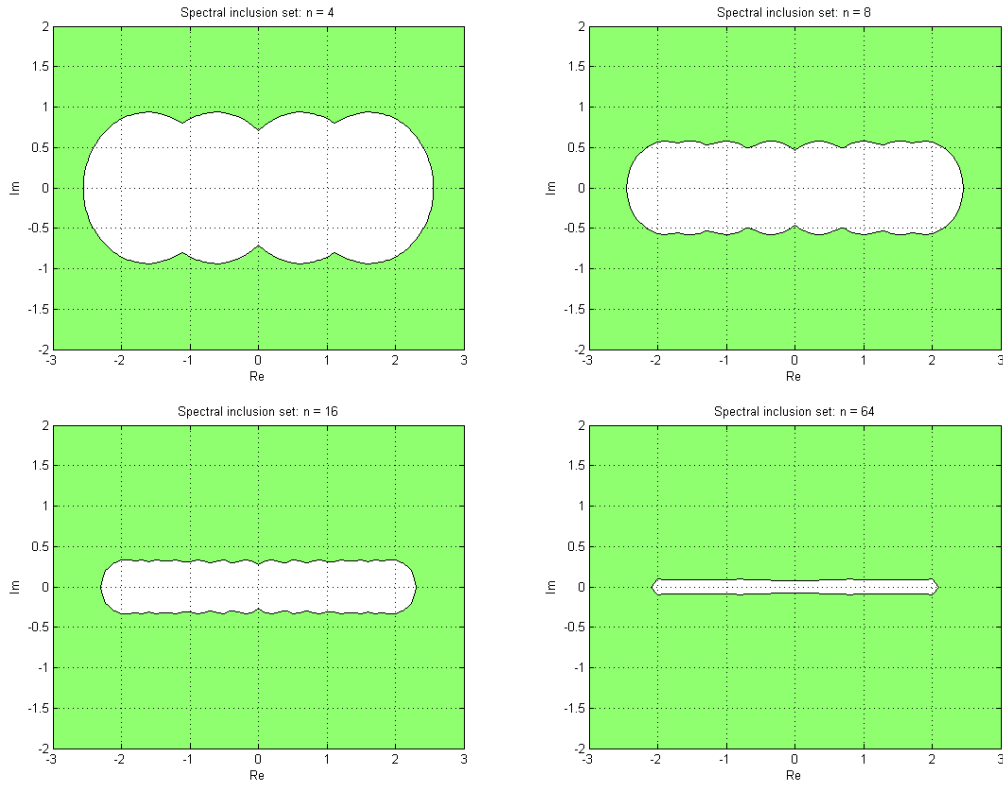 Spectral inclusion set: n = 4
2
1.5
1
0.5
0
-0.5
-1
-1.5
-2
Im
-3 -2 -1 0 1 2 3
Re
Spectral inclusion set: n = 8
2
1.5
1
0.5
0
-0.5
-1
-1.5
-2
Im
-3 -2 -1 0 1 2 3
Re
Spectral inclusion set: n = 16
2
1.5
1
0.5
0
-0.5
-1
-1.5
-2
Im
-3 -2 -1 0 1 2 3
Re
Spectral inclusion set: n = 64
2
1.5
1
0.5
0
-0.5
-1
-1.5
-2
Im
-3 -2 -1 0 1 2 3
Re